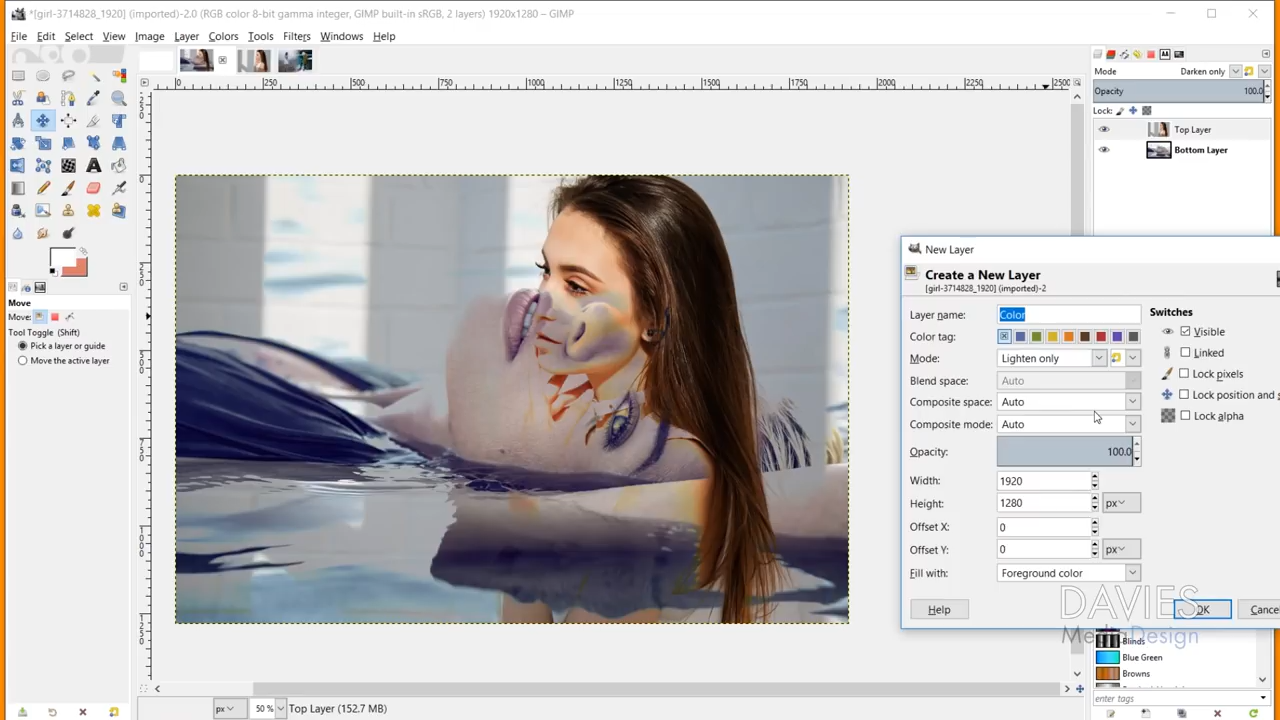 *[girl-3714828_1920] (imported)-2.0 (RGB color 8-bit gamma integer, GIMP built-in sRGB, 2 layers) 1920x1280 – GIMP
File Edit Select View Image Layer Colors Tools Filters Windows Help
0 250 500 750 1000 1250 1500 1750 2000 2250 2500
Mode Darken only
Opacity 100.0
Lock:
Top Layer
Bottom Layer
Move
Move:
Tool Toggle (Shift)
Pick a layer or guide
Move the active layer
New Layer
Create a New Layer
[girl-3714828_1920] (imported)-2
Layer name: Color
Color tag:
Mode: Lighten only
Blend space: Auto
Composite space: Auto
Composite mode: Auto
Opacity: 100.0
Width: 1920
Height: 1280 px
Offset X: 0
Offset Y: 0 px
Fill with: Foreground color
Switches
Visible
Linked
Lock pixels
Lock position and s
Lock alpha
Help OK Cance
DAVIES
MediaDesign
Blinds
Blue Green
Browns
enter tags
px 50 % Top Layer (152.7 MB)